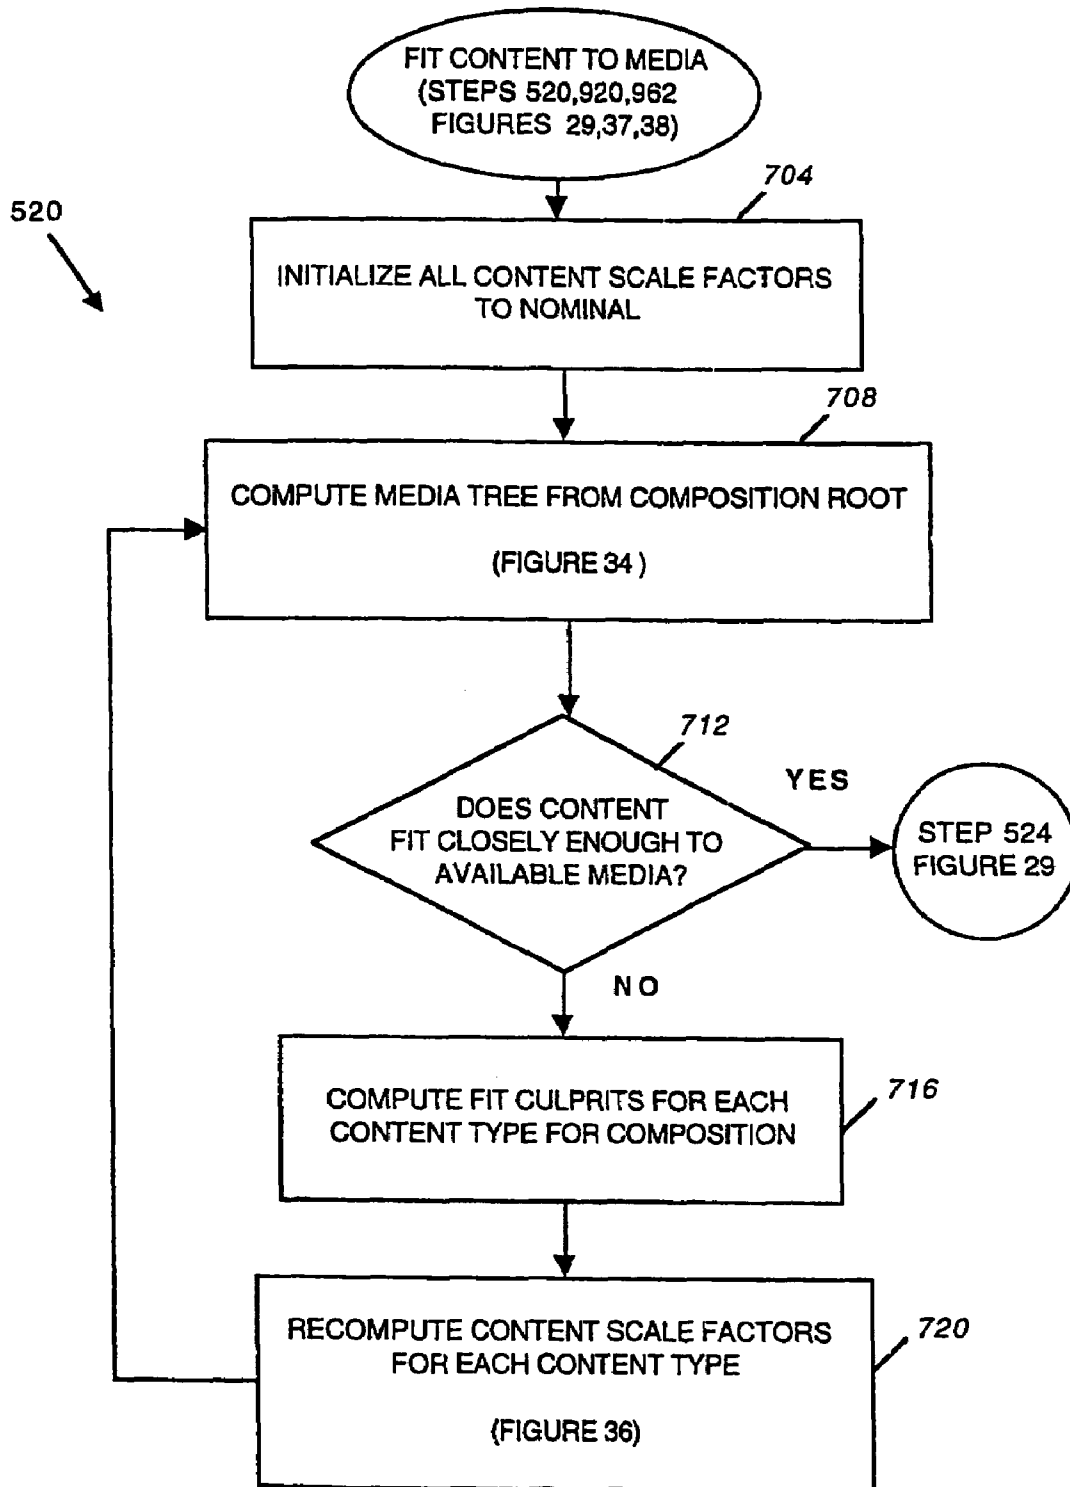 FIT CONTENT TO MEDIA
(STEPS 520,920,962
FIGURES 29,37,38)
520
704
INITIALIZE ALL CONTENT SCALE FACTORS
TO NOMINAL
708
COMPUTE MEDIA TREE FROM COMPOSITION ROOT
(FIGURE 34 )
712
DOES CONTENT
FIT CLOSELY ENOUGH TO
AVAILABLE MEDIA?
YES
STEP 524
FIGURE 29
NO
716
COMPUTE FIT CULPRITS FOR EACH
CONTENT TYPE FOR COMPOSITION
720
RECOMPUTE CONTENT SCALE FACTORS
FOR EACH CONTENT TYPE
(FIGURE 36)